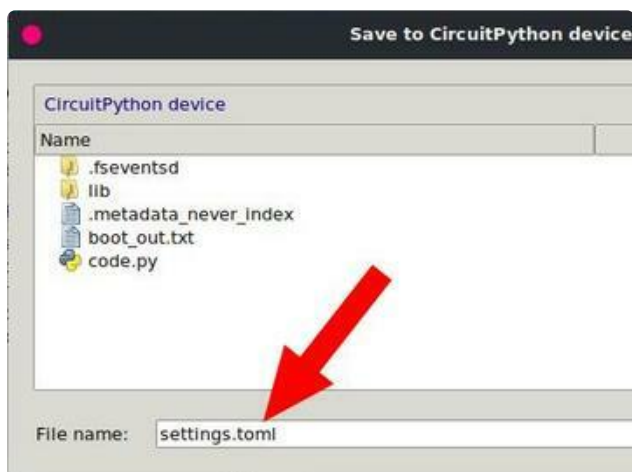 Save to CircuitPython device
CircuitPython device
Name
.fseventsd
lib
.metadata_never_index
boot_out.txt
code.py
File name: settings.toml